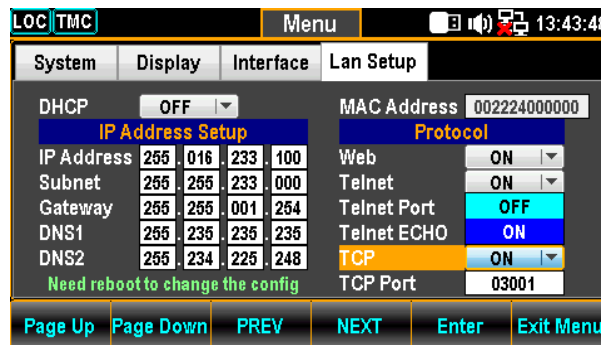 LOC TMC Menu 13:43:48
System Display Interface Lan Setup
DHCP OFF
IP Address Setup
IP Address 255.016.233.100
Subnet 255.255.233.000
Gateway 255.255.001.254
DNS1 255.235.235.235
DNS2 255.234.225.248
Need reboot to change the config
MAC Address 002224000000
Protocol
Web ON
Telnet ON
Telnet Port OFF
Telnet ECHO ON
TCP ON
TCP Port 03001
Page Up Page Down PREV NEXT Enter Exit Menu